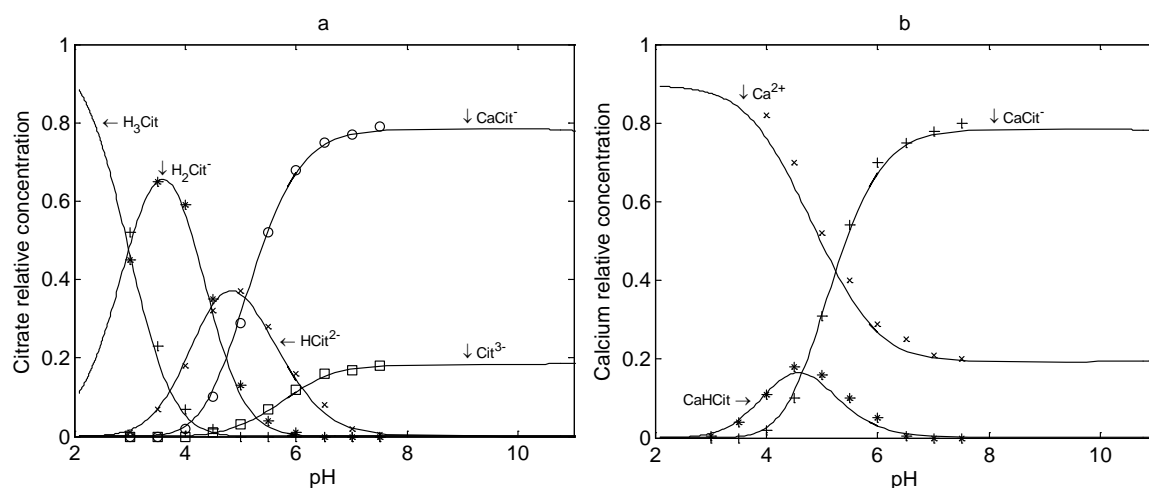 a
Citrate relative concentration
1
0.8
0.6
0.4
0.2
0
↓ CaCit⁻
← H₃Cit
↓ H₂Cit⁻
← HCit²⁻
↓ Cit³⁻
2 4 6 8 10
pH
b
Calcium relative concentration
1
0.8
0.6
0.4
0.2
0
↓ Ca²⁺
↓ CaCit⁻
CaHCit →
2 4 6 8 10
pH